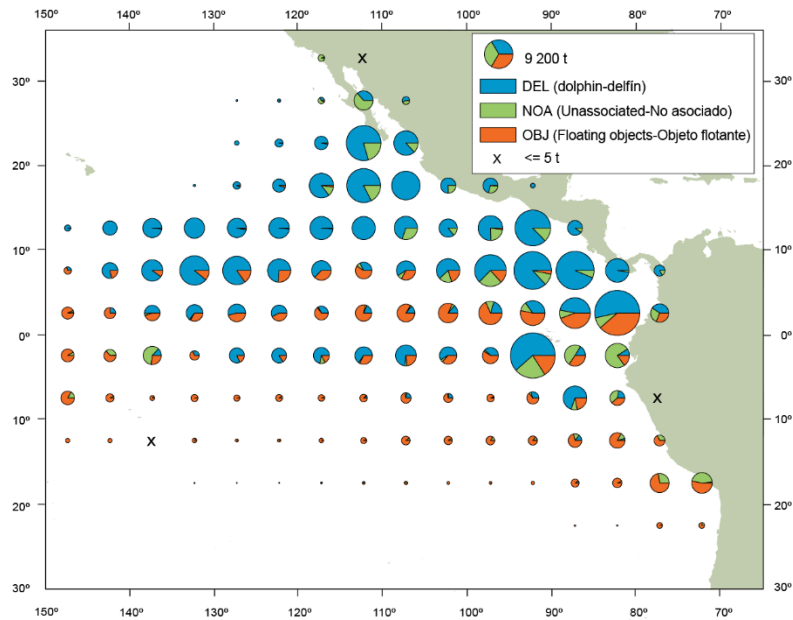 150º 140º 130º 120º 110º 100º 90º 80º 70º
30º 30º
20º 20º
10º 10º
0º 0º
10º 10º
20º 20º
30º 30º
150º 140º 130º 120º 110º 100º 90º 80º 70º
9 200 t
DEL (dolphin-delfín)
NOA (Unassociated-No asociado)
OBJ (Floating objects-Objeto flotante)
x <= 5 t
x
x
x